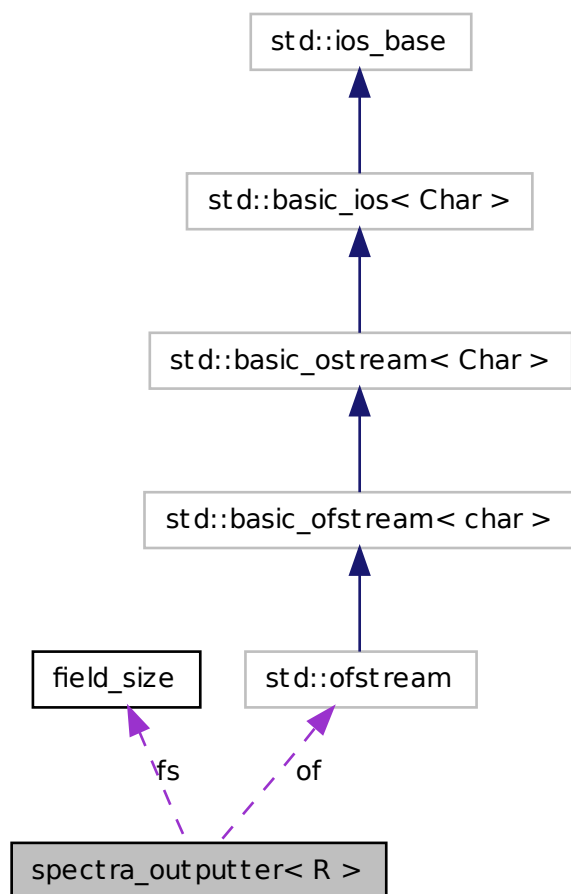 std::ios_base
std::basic_ios< Char >
std::basic_ostream< Char >
std::basic_ofstream< char >
field_size
std::ofstream
fs
of
spectra_outputter< R >